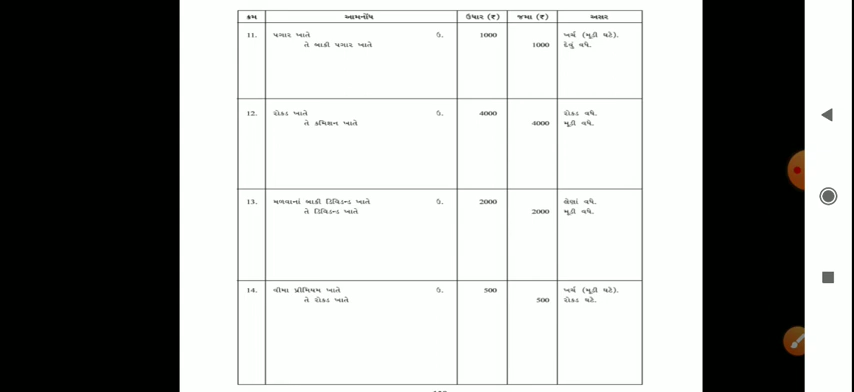 ક્રમ આમનોંધ ઉધાર (₹) જમા (₹) અસર
11. પગાર ખાતે ઉ. 1000 ખર્ચ (મૂડી ઘટે).
તે બાકી પગાર ખાતે 1000 દેવું વધે.
12. રોકડ ખાતે ઉ. 4000 રોકડ વધે.
તે કમિશન ખાતે 4000 મૂડી વધે.
13. મળવાનાં બાકી ડિવિડન્ડ ખાતે ઉ. 2000 લેણાં વધે.
તે ડિવિડન્ડ ખાતે 2000 મૂડી વધે.
14. વીમા પ્રીમિયમ ખાતે ઉ. 500 ખર્ચ (મૂડી ઘટે).
તે રોકડ ખાતે 500 રોકડ ઘટે.